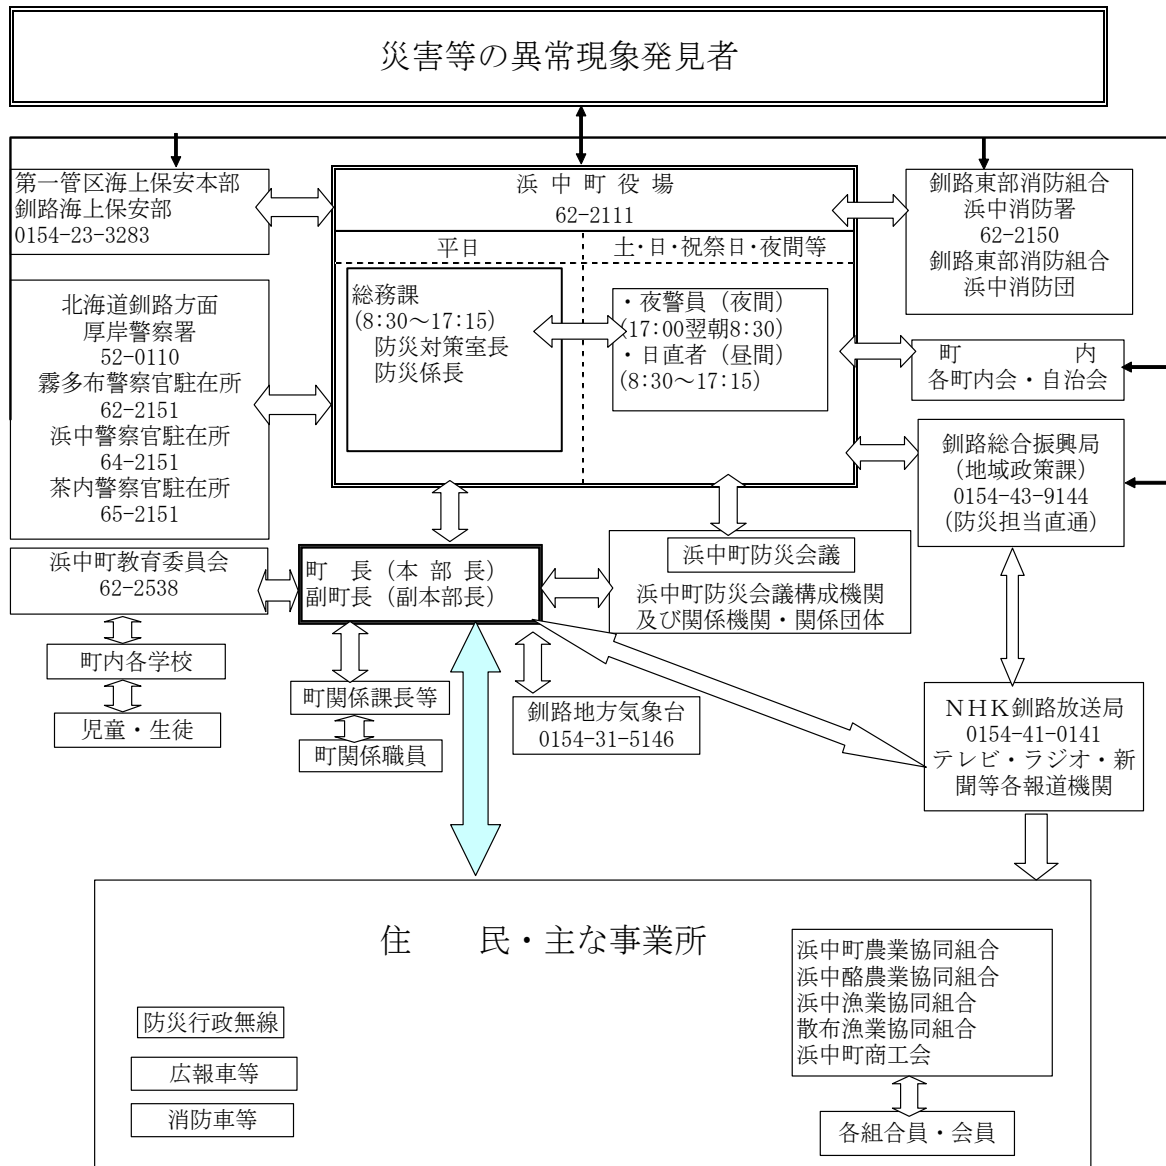 災害等の異常現象発見者
第一管区海上保安本部
釧路海上保安部
0154-23-3283
浜中町役場
62-2111
平日
土・日・祝祭日・夜間等
総務課
(8:30～17:15)
防災対策室長
防災係長
・夜警員（夜間）
(17:00翌朝8:30)
・日直者（昼間）
(8:30～17:15)
釧路東部消防組合
浜中消防署
62-2150
釧路東部消防組合
浜中消防団
北海道釧路方面
厚岸警察署
52-0110
霧多布警察官駐在所
62-2151
浜中警察官駐在所
64-2151
茶内警察官駐在所
65-2151
町　　　　　内
各町内会・自治会
釧路総合振興局
（地域政策課）
0154-43-9144
（防災担当直通）
浜中町教育委員会
62-2538
町　長（本 部 長）
副町長（副本部長）
浜中町防災会議
浜中町防災会議構成機関
及び関係機関・関係団体
町内各学校
児童・生徒
町関係課長等
町関係職員
釧路地方気象台
0154-31-5146
ＮＨＫ釧路放送局
0154-41-0141
テレビ・ラジオ・新
聞等各報道機関
住　　民・主な事業所
防災行政無線
広報車等
消防車等
浜中町農業協同組合
浜中酪農業協同組合
浜中漁業協同組合
散布漁業協同組合
浜中町商工会
各組合員・会員